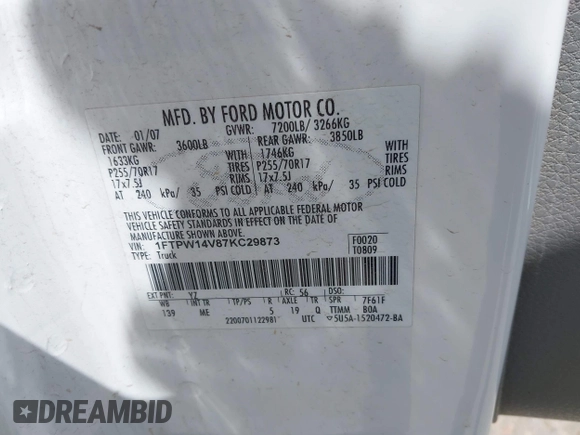 MFD. BY FORD MOTOR CO.
DATE: 01/07 GVWR: 7200LB/ 3266KG
FRONT GAWR: 3600LB REAR GAWR: 3850LB
1633KG WITH 1746KG WITH
P255/70R17 TIRES P255/70R17 TIRES
17x7.5J RIMS 17x7.5J RIMS
AT 240 kPa/ 35 PSI COLD AT 240 kPa/ 35 PSI COLD
THIS VEHICLE CONFORMS TO ALL APPLICABLE FEDERAL MOTOR
VEHICLE SAFETY STANDARDS IN EFFECT ON THE DATE OF
MANUFACTURE SHOWN ABOVE.
VIN: 1FTPW14V87KC29873 F0020
TYPE: Truck T0809
EXT PNT: YZ RC: 56 DSO:
WB INT TR TP/PS R AXLE TR SPR 7F61F
139 ME 5 19 Q TTMM BOA
2200701122981 UTC 5U5A-1520472-BA
DREAMBID